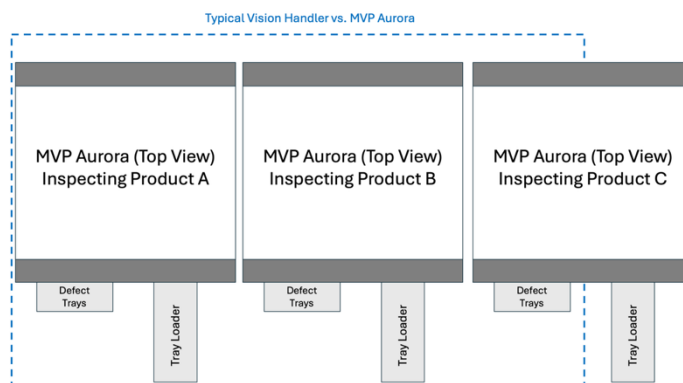 Typical Vision Handler vs. MVP Aurora
MVP Aurora (Top View)
Inspecting Product A
MVP Aurora (Top View)
Inspecting Product B
MVP Aurora (Top View)
Inspecting Product C
Defect
Trays
Tray Loader
Defect
Trays
Tray Loader
Defect
Trays
Tray Loader